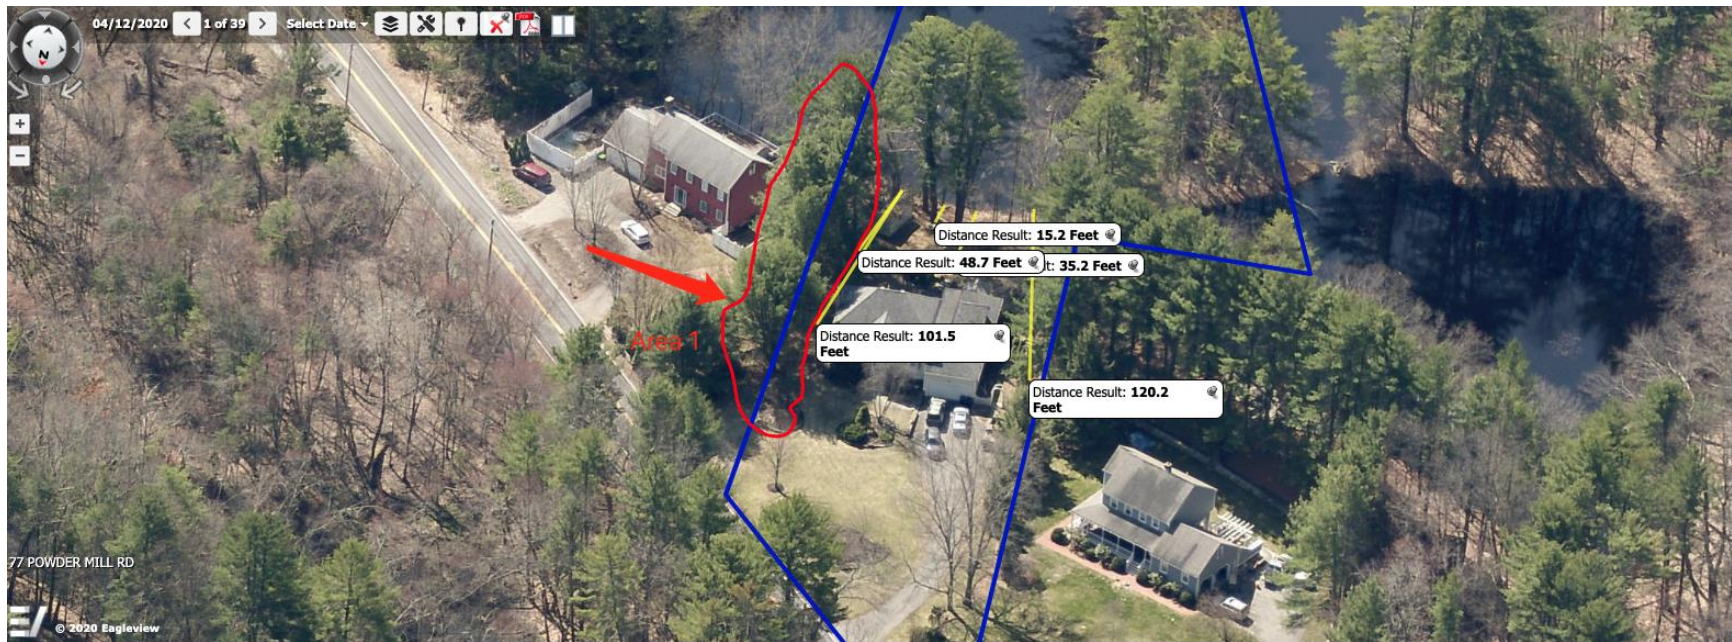 04/12/2020
1 of 39
Select Date
N
PDF
Distance Result: 15.2 Feet
Distance Result: 48.7 Feet
lt: 35.2 Feet
Distance Result: 101.5
Feet
Area 1
Distance Result: 120.2
Feet
77 POWDER MILL RD
© 2020 Eagleview